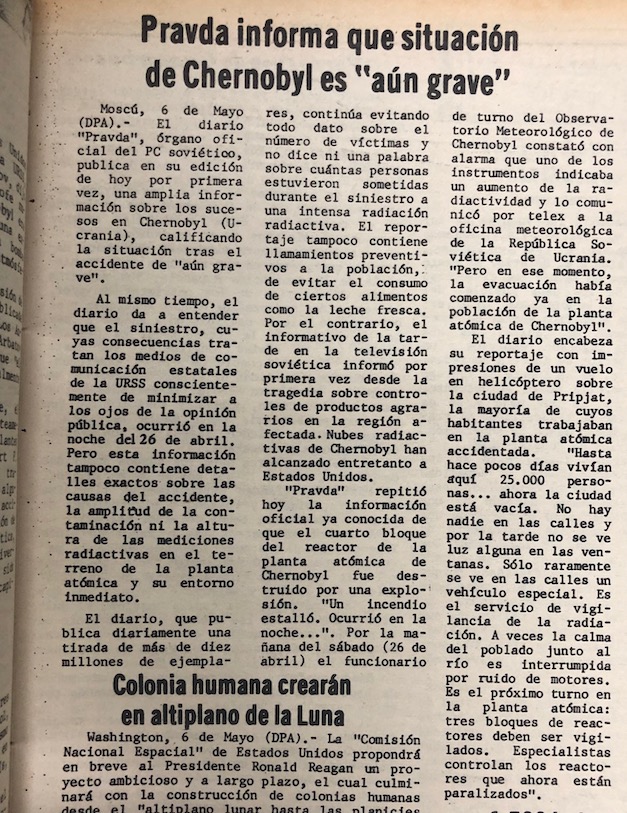 Pravda informa que situación
de Chernobyl es "aún grave"
Moscú, 6 de Mayo
(DPA).- El diario
"Pravda", órgano ofi-
cial del PC soviético,
publica en su edición
de hoy por primera
vez, una amplia infor-
mación sobre los suce-
sos en Chernobyl (U-
crania), calificando
la situación tras el
accidente de "aún gra-
ve".
Al mismo tiempo, el
diario da a entender
que el siniestro, cu-
yas consecuencias tra-
tan los medios de co-
municación estatales
de la URSS consciente-
mente de minimizar a
los ojos de la opinión
pública, ocurrió en la
noche del 26 de abril.
Pero esta información
tampoco contiene deta-
lles exactos sobre las
causas del accidente,
la amplitud de la con-
taminación ni la altu-
ra de las mediciones
radiactivas en el te-
rreno de la planta
atómica y su entorno
inmediato.
El diario, que pu-
blica diariamente una
tirada de más de diez
millones de ejempla-
res, continúa evitando
todo dato sobre el
número de víctimas y
no dice ni una palabra
sobre cuántas personas
estuvieron sometidas
durante el siniestro a
una intensa radiación
radiactiva. El repor-
taje tampoco contiene
llamamientos preventi-
vos a la población,
de evitar el consumo
de ciertos alimentos
como la leche fresca.
Por el contrario, el
informativo de la tar-
de en la televisión
soviética informó por
primera vez desde la
tragedia sobre contro-
les de productos agra-
rios en la región a-
fectada. Nubes radiac-
tivas de Chernobyl han
alcanzado entretanto a
Estados Unidos.
"Pravda" repitió
hoy la información
oficial ya conocida de
que el cuarto bloque
del reactor de la
planta atómica de
Chernobyl fue des-
truido por una explo-
sión. "Un incendio
estalló. Ocurrió en la
noche...". Por la ma-
ñana del sábado (26 de
abril) el funcionario
de turno del Observa-
torio Meteorológico de
Chernobyl constató con
alarma que uno de los
instrumentos indicaba
un aumento de la ra-
diactividad y lo comu-
nicó por telex a la
oficina meteorológica
de la República So-
viética de Ucrania.
"Pero en ese momento,
la evacuación había
comenzado ya en la
población de la planta
atómica de Chernobyl".
El diario encabeza
su reportaje con im-
presiones de un vuelo
en helicóptero sobre
la ciudad de Pripjat,
la mayoría de cuyos
habitantes trabajaban
en la planta atómica
accidentada. "Hasta
hace pocos días vivían
aquí 25.000 perso-
nas... ahora la ciudad
está vacía. No hay
nadie en las calles y
por la tarde no se ve
luz alguna en las ven-
tanas. Sólo raramente
se ve en las calles un
vehículo especial. Es
el servicio de vigi-
lancia de la radia-
ción. A veces la calma
del poblado junto al
río es interrumpida
por ruido de motores.
Es el próximo turno en
la planta atómica:
tres bloques de reac-
tores deben ser vigi-
lados. Especialistas
controlan los reacto-
res que ahora están
paralizados".
Colonia humana crearán
en altiplano de la Luna
Washington, 6 de Mayo (DPA).- La "Comisión
Nacional Espacial" de Estados Unidos propondrá
en breve al Presidente Ronald Reagan un pro-
yecto ambicioso y a largo plazo, el cual culmi-
nará con la construcción de colonias humanas
desde el "altiplano lunar hasta las planicies